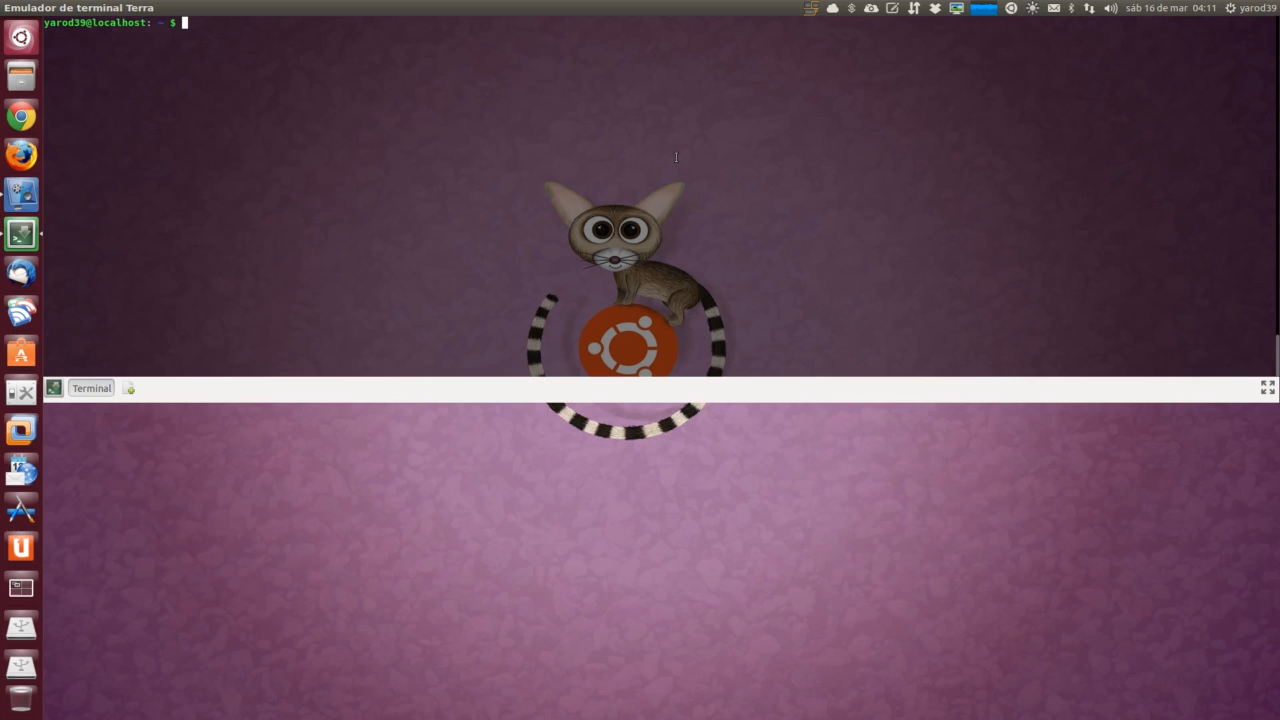 Emulador de terminal Terra
sáb 16 de mar 04:11
yarod39
yarod39@localhost: ~ $
Terminal